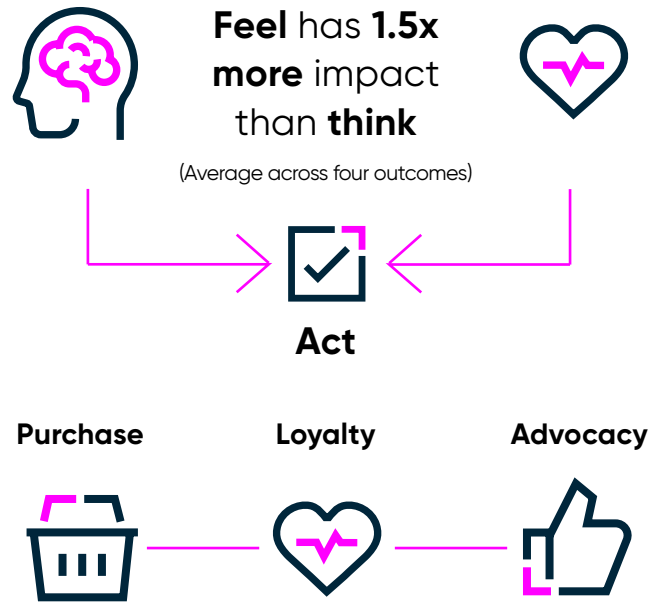 Feel has 1.5x
more impact
than think
(Average across four outcomes)
Act
Purchase
Loyalty
Advocacy